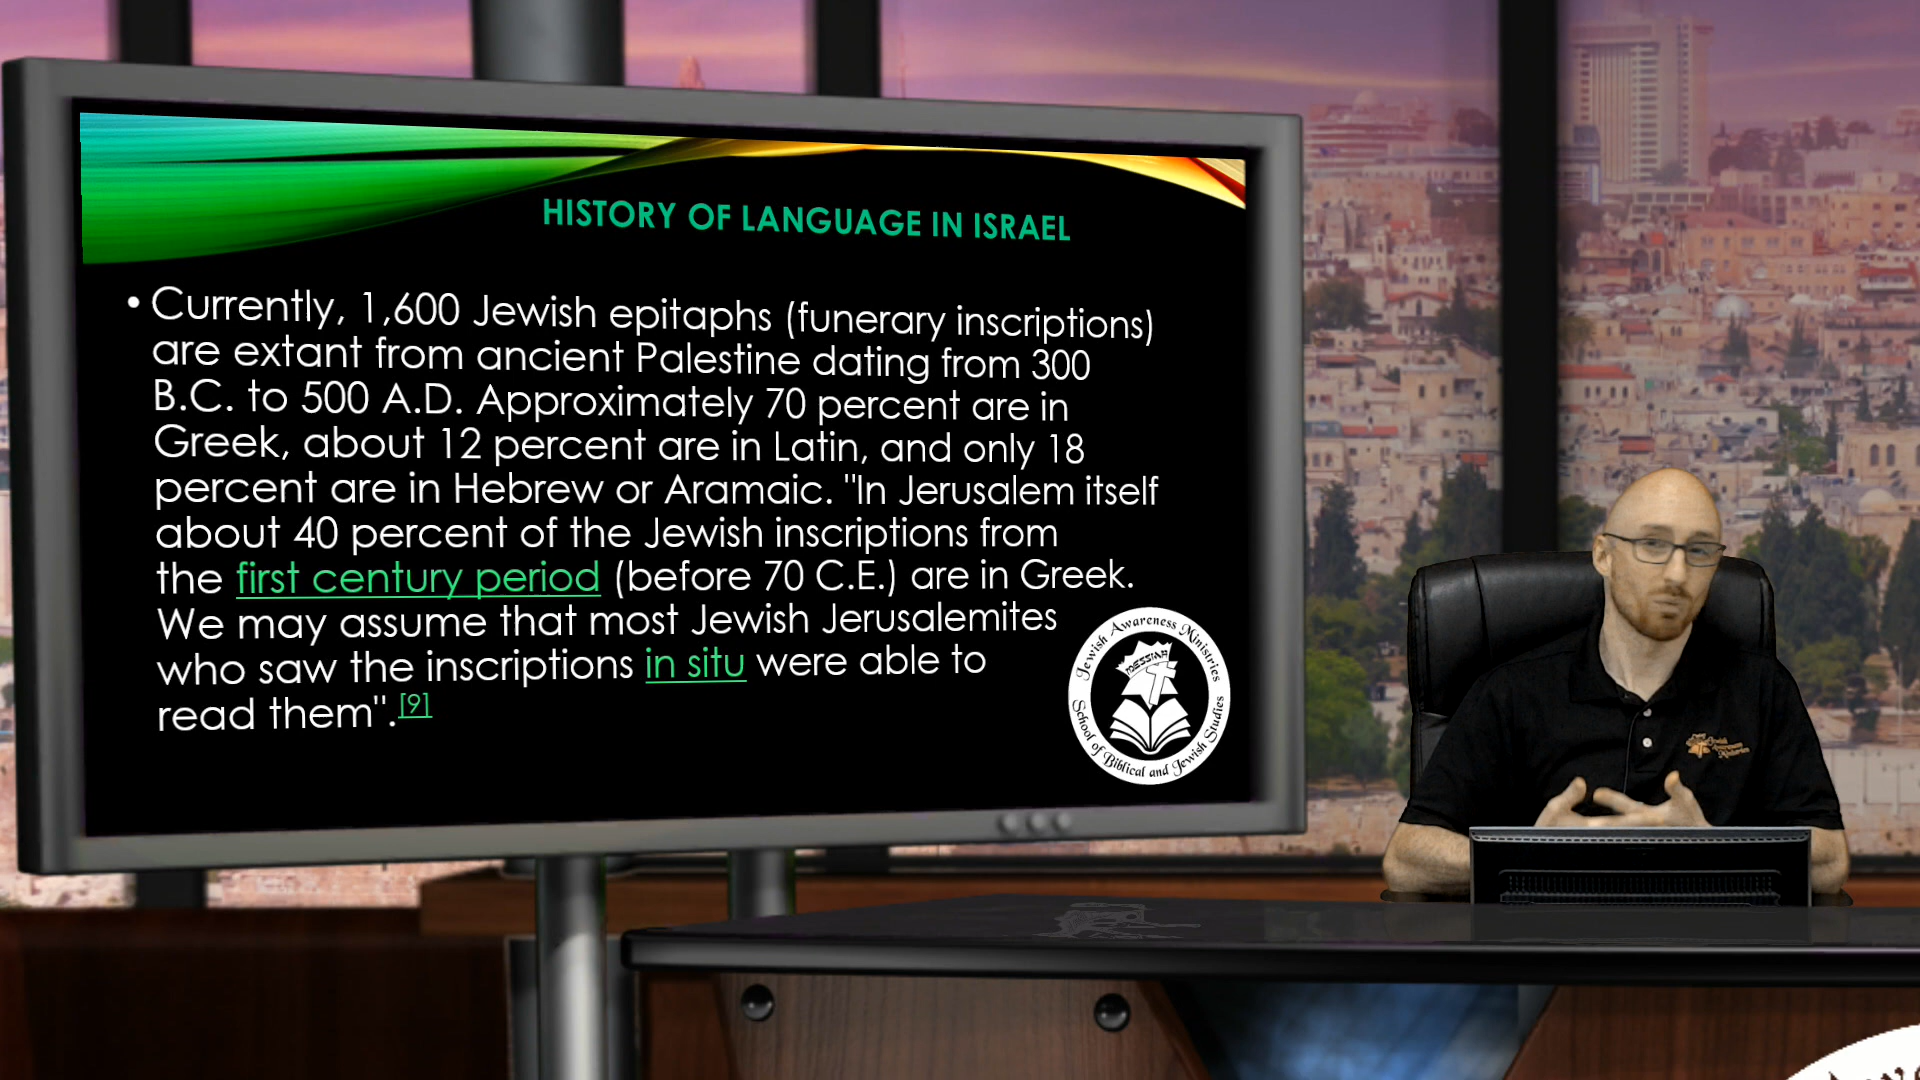 HISTORY OF LANGUAGE IN ISRAEL
• Currently, 1,600 Jewish epitaphs (funerary inscriptions)
are extant from ancient Palestine dating from 300
B.C. to 500 A.D. Approximately 70 percent are in
Greek, about 12 percent are in Latin, and only 18
percent are in Hebrew or Aramaic. "In Jerusalem itself
about 40 percent of the Jewish inscriptions from
the first century period (before 70 C.E.) are in Greek.
We may assume that most Jewish Jerusalemites
who saw the inscriptions in situ were able to
read them".[9]
Jewish Awareness Ministries
MESSIAH
School of Biblical and Jewish Studies
Jewish
Awareness
Ministries